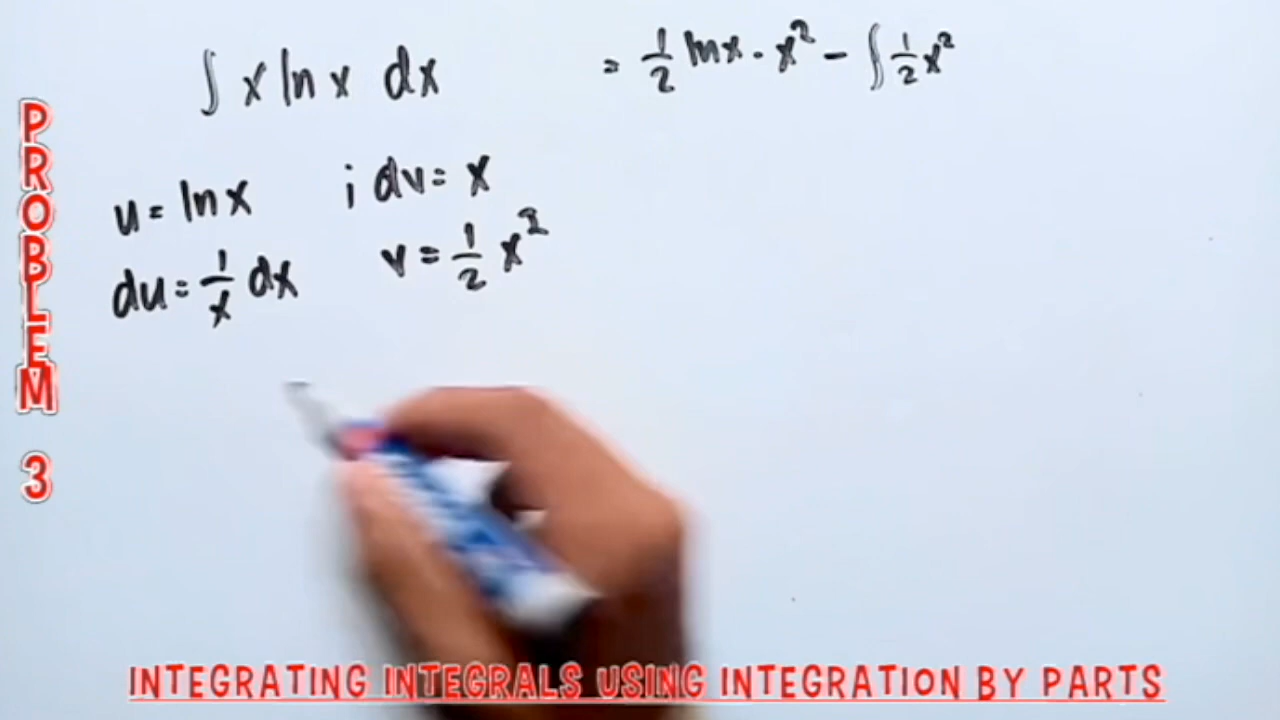 PROBLEM 3
∫ x ln x dx
= 1/2 ln x · x² − ∫ 1/2 x²
u = ln x ; dv = x
du = 1/x dx v = 1/2 x²
INTEGRATING INTEGRALS USING INTEGRATION BY PARTS